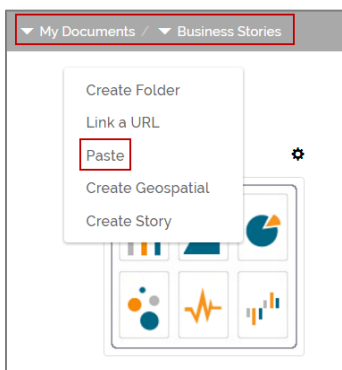 My Documents / Business Stories
Create Folder
Link a URL
Paste
Create Geospatial
Create Story